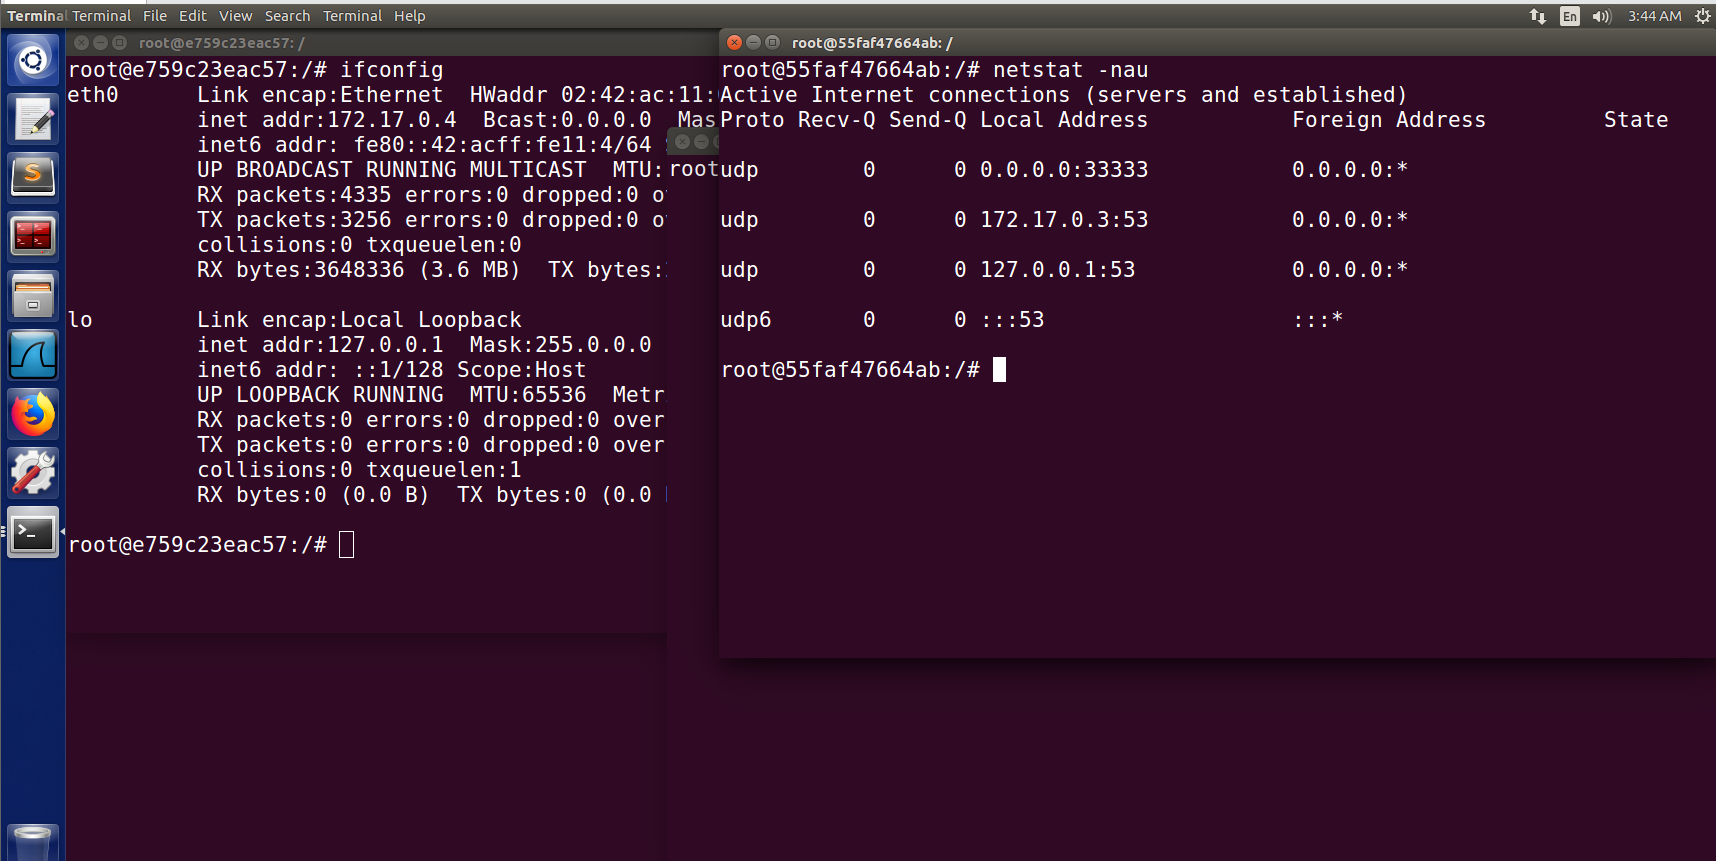 Terminal Terminal File Edit View Search Terminal Help En 3:44 AM
root@e759c23eac57: /
root@e759c23eac57:/# ifconfig
eth0 Link encap:Ethernet HWaddr 02:42:ac:11:
inet addr:172.17.0.4 Bcast:0.0.0.0 Mas
inet6 addr: fe80::42:acff:fe11:4/64
UP BROADCAST RUNNING MULTICAST MTU:
RX packets:4335 errors:0 dropped:0 o
TX packets:3256 errors:0 dropped:0 o
collisions:0 txqueuelen:0
RX bytes:3648336 (3.6 MB) TX bytes:
lo Link encap:Local Loopback
inet addr:127.0.0.1 Mask:255.0.0.0
inet6 addr: ::1/128 Scope:Host
UP LOOPBACK RUNNING MTU:65536 Metr
RX packets:0 errors:0 dropped:0 over
TX packets:0 errors:0 dropped:0 over
collisions:0 txqueuelen:1
RX bytes:0 (0.0 B) TX bytes:0 (0.0
root@e759c23eac57:/#
root
root@55faf47664ab: /
root@55faf47664ab:/# netstat -nau
Active Internet connections (servers and established)
Proto Recv-Q Send-Q Local Address Foreign Address State
udp 0 0 0.0.0.0:33333 0.0.0.0:*
udp 0 0 172.17.0.3:53 0.0.0.0:*
udp 0 0 127.0.0.1:53 0.0.0.0:*
udp6 0 0 :::53 :::*
root@55faf47664ab:/#